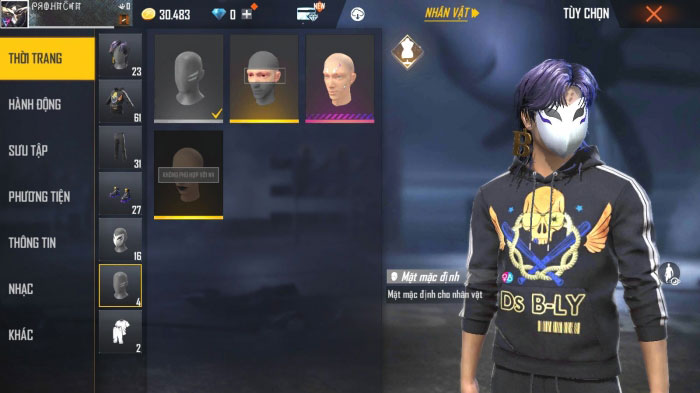 0
30.483
0
NEW
NHÂN VẬT
TÙY CHỌN
THỜI TRANG
HÀNH ĐỘNG
SƯU TẬP
PHƯƠNG TIỆN
THÔNG TIN
NHẠC
KHÁC
23
61
31
27
16
4
2
B
Mặt mặc định
Mặt mặc định cho nhân vật
Ds B-LY